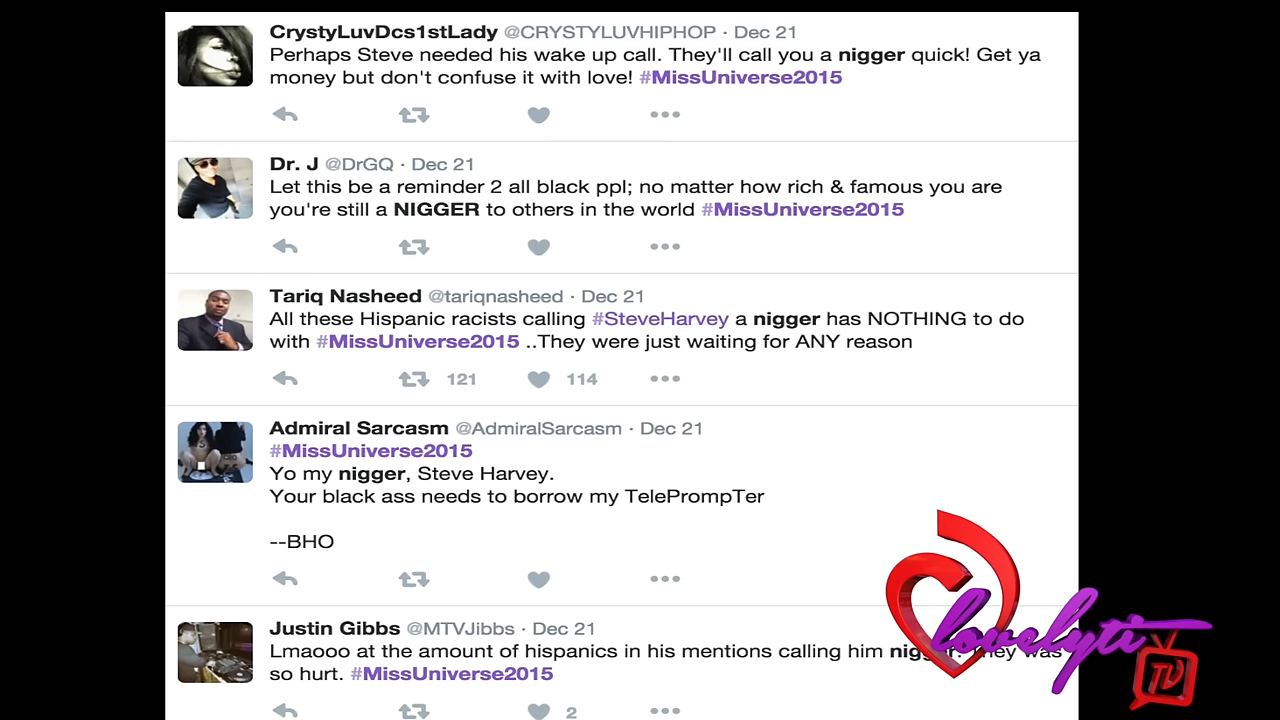 CrystyLuvDcs1stLady @CRYSTYLUVHIPHOP · Dec 21
Perhaps Steve needed his wake up call. They'll call you a nigger quick! Get ya
money but don't confuse it with love! #MissUniverse2015
Dr. J @DrGQ · Dec 21
Let this be a reminder 2 all black ppl; no matter how rich & famous you are
you're still a NIGGER to others in the world #MissUniverse2015
Tariq Nasheed @tariqnasheed · Dec 21
All these Hispanic racists calling #SteveHarvey a nigger has NOTHING to do
with #MissUniverse2015 ..They were just waiting for ANY reason
121 114
Admiral Sarcasm @AdmiralSarcasm · Dec 21
#MissUniverse2015
Yo my nigger, Steve Harvey.
Your black ass needs to borrow my TelePrompTer
--BHO
Justin Gibbs @MTVJibbs · Dec 21
Lmaooo at the amount of hispanics in his mentions calling him nigger. They was
so hurt. #MissUniverse2015
2
lovelyti
TV